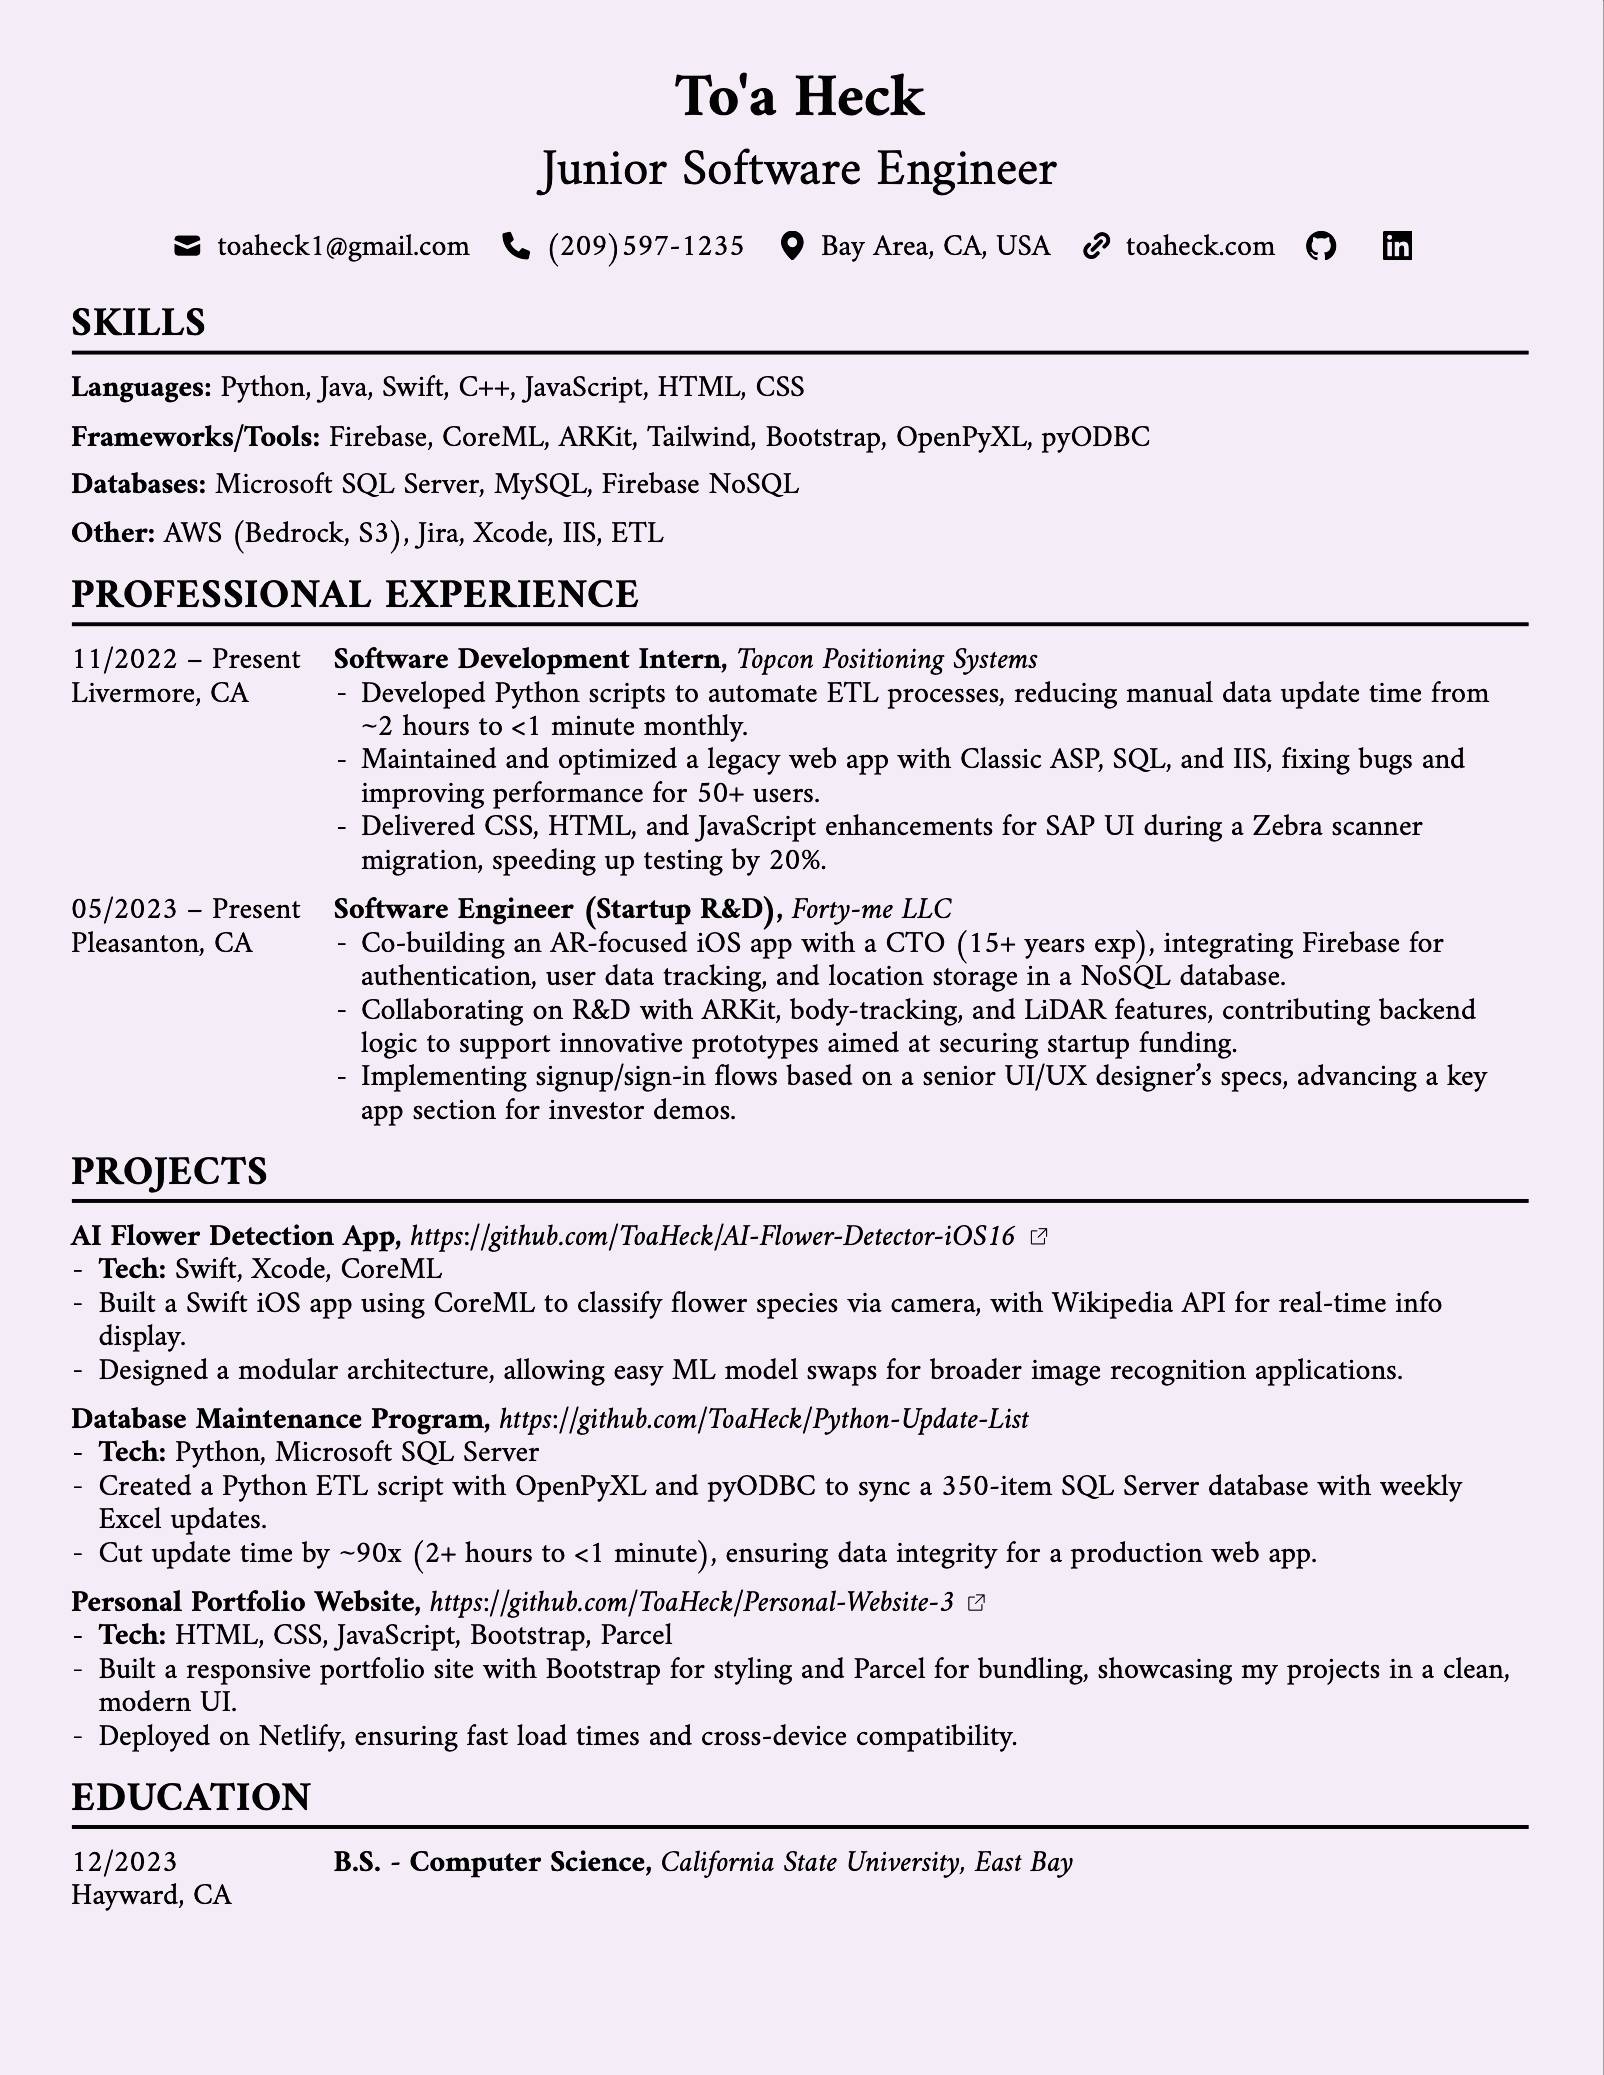 To'a Heck
Junior Software Engineer
toaheck1@gmail.com (209)597-1235 Bay Area, CA, USA toaheck.com in
SKILLS
Languages: Python, Java, Swift, C++, JavaScript, HTML, CSS
Frameworks/Tools: Firebase, CoreML, ARKit, Tailwind, Bootstrap, OpenPyXL, pyODBC
Databases: Microsoft SQL Server, MySQL, Firebase NoSQL
Other: AWS (Bedrock, S3), Jira, Xcode, IIS, ETL
PROFESSIONAL EXPERIENCE
11/2022 – Present Software Development Intern, Topcon Positioning Systems
Livermore, CA - Developed Python scripts to automate ETL processes, reducing manual data update time from
~2 hours to <1 minute monthly.
- Maintained and optimized a legacy web app with Classic ASP, SQL, and IIS, fixing bugs and
improving performance for 50+ users.
- Delivered CSS, HTML, and JavaScript enhancements for SAP UI during a Zebra scanner
migration, speeding up testing by 20%.
05/2023 – Present Software Engineer (Startup R&D), Forty-me LLC
Pleasanton, CA - Co-building an AR-focused iOS app with a CTO (15+ years exp), integrating Firebase for
authentication, user data tracking, and location storage in a NoSQL database.
- Collaborating on R&D with ARKit, body-tracking, and LiDAR features, contributing backend
logic to support innovative prototypes aimed at securing startup funding.
- Implementing signup/sign-in flows based on a senior UI/UX designer’s specs, advancing a key
app section for investor demos.
PROJECTS
AI Flower Detection App, https://github.com/ToaHeck/AI-Flower-Detector-iOS16
- Tech: Swift, Xcode, CoreML
- Built a Swift iOS app using CoreML to classify flower species via camera, with Wikipedia API for real-time info
display.
- Designed a modular architecture, allowing easy ML model swaps for broader image recognition applications.
Database Maintenance Program, https://github.com/ToaHeck/Python-Update-List
- Tech: Python, Microsoft SQL Server
- Created a Python ETL script with OpenPyXL and pyODBC to sync a 350-item SQL Server database with weekly
Excel updates.
- Cut update time by ~90x (2+ hours to <1 minute), ensuring data integrity for a production web app.
Personal Portfolio Website, https://github.com/ToaHeck/Personal-Website-3
- Tech: HTML, CSS, JavaScript, Bootstrap, Parcel
- Built a responsive portfolio site with Bootstrap for styling and Parcel for bundling, showcasing my projects in a clean,
modern UI.
- Deployed on Netlify, ensuring fast load times and cross-device compatibility.
EDUCATION
12/2023 B.S. - Computer Science, California State University, East Bay
Hayward, CA